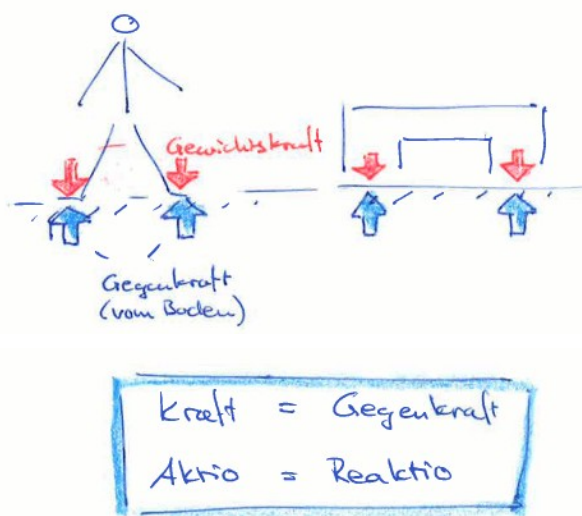 Gewichtskraft
Gegenkraft
(vom Boden)
Kraft = Gegenkraft
Aktio = Reaktio